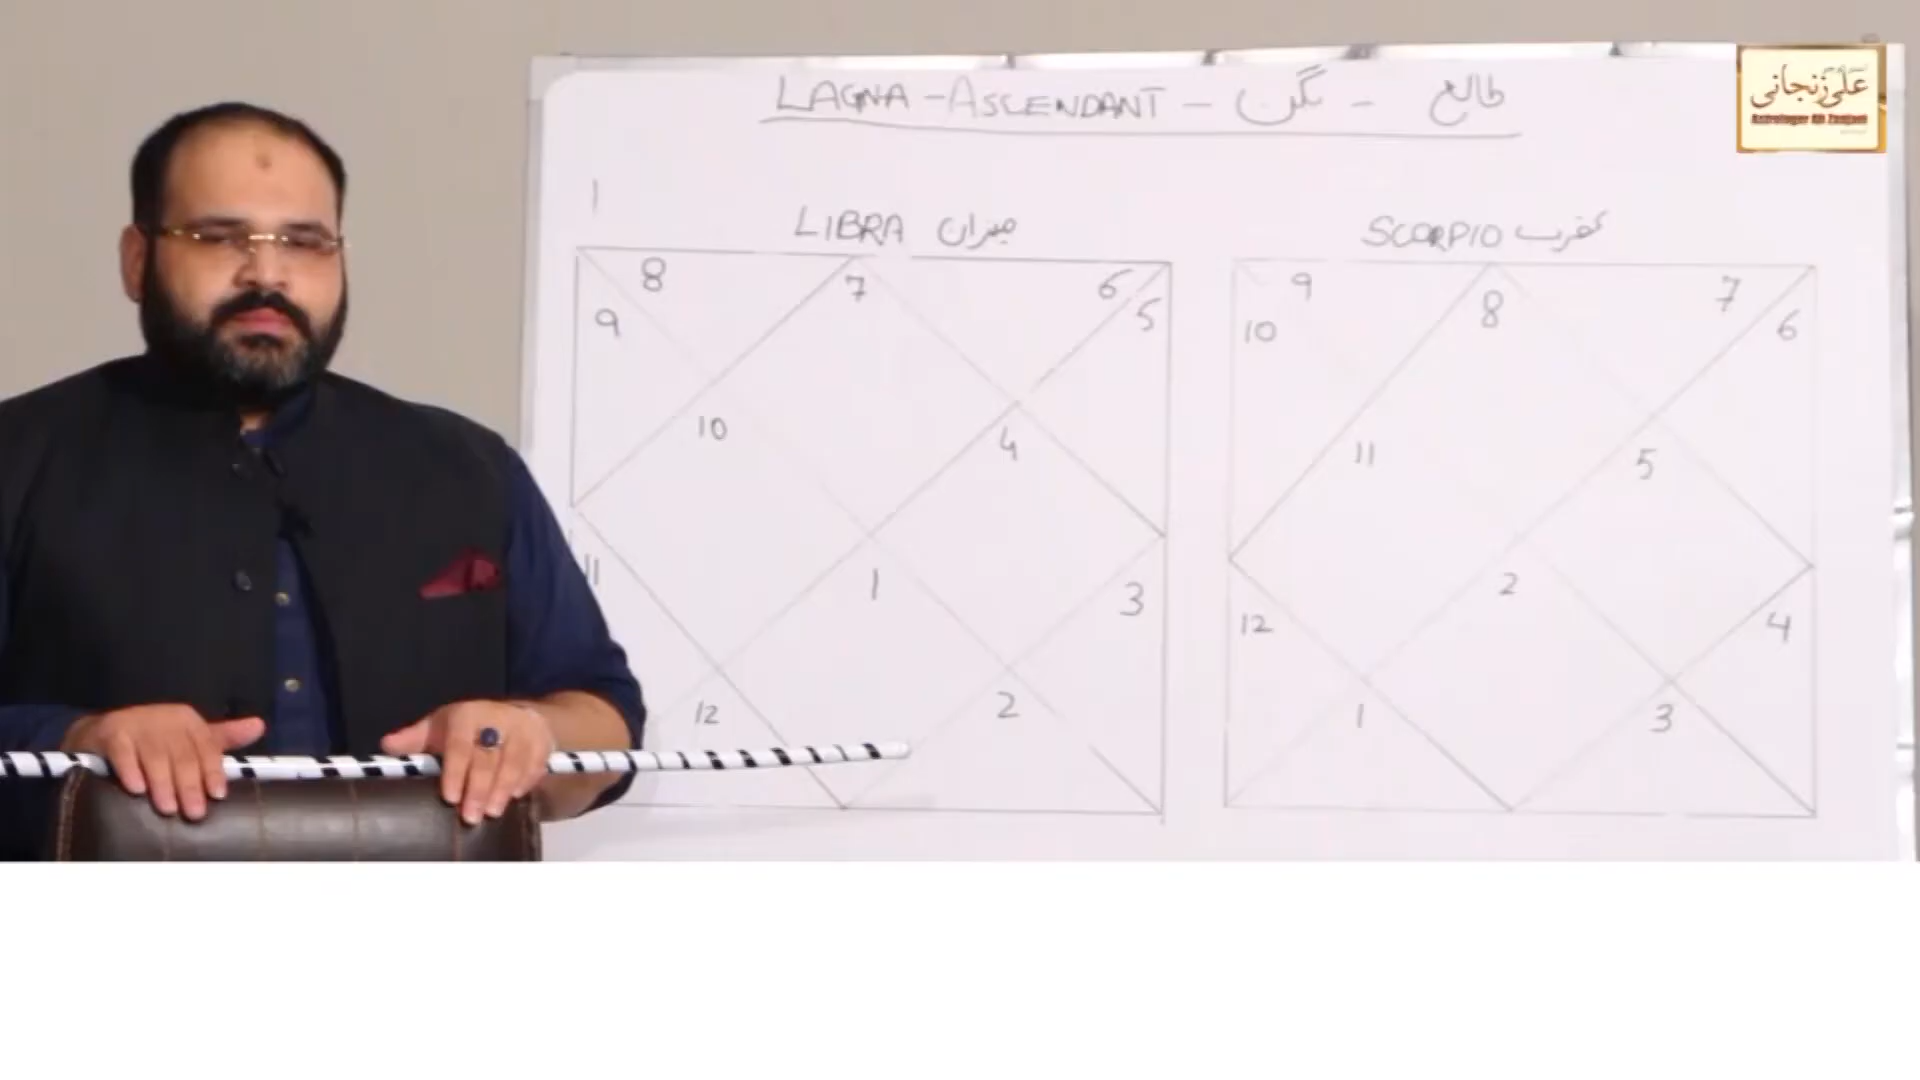 LAGNA - ASCENDANT - لگن - طالع
علی زنجانی
Astrologer Ali Zanjani
1
LIBRA میزان
8 7 6
9 5
10 4
11 1 3
12 2
SCORPIO عقرب
9 8 7
10 6
11 5
12 2 4
1 3